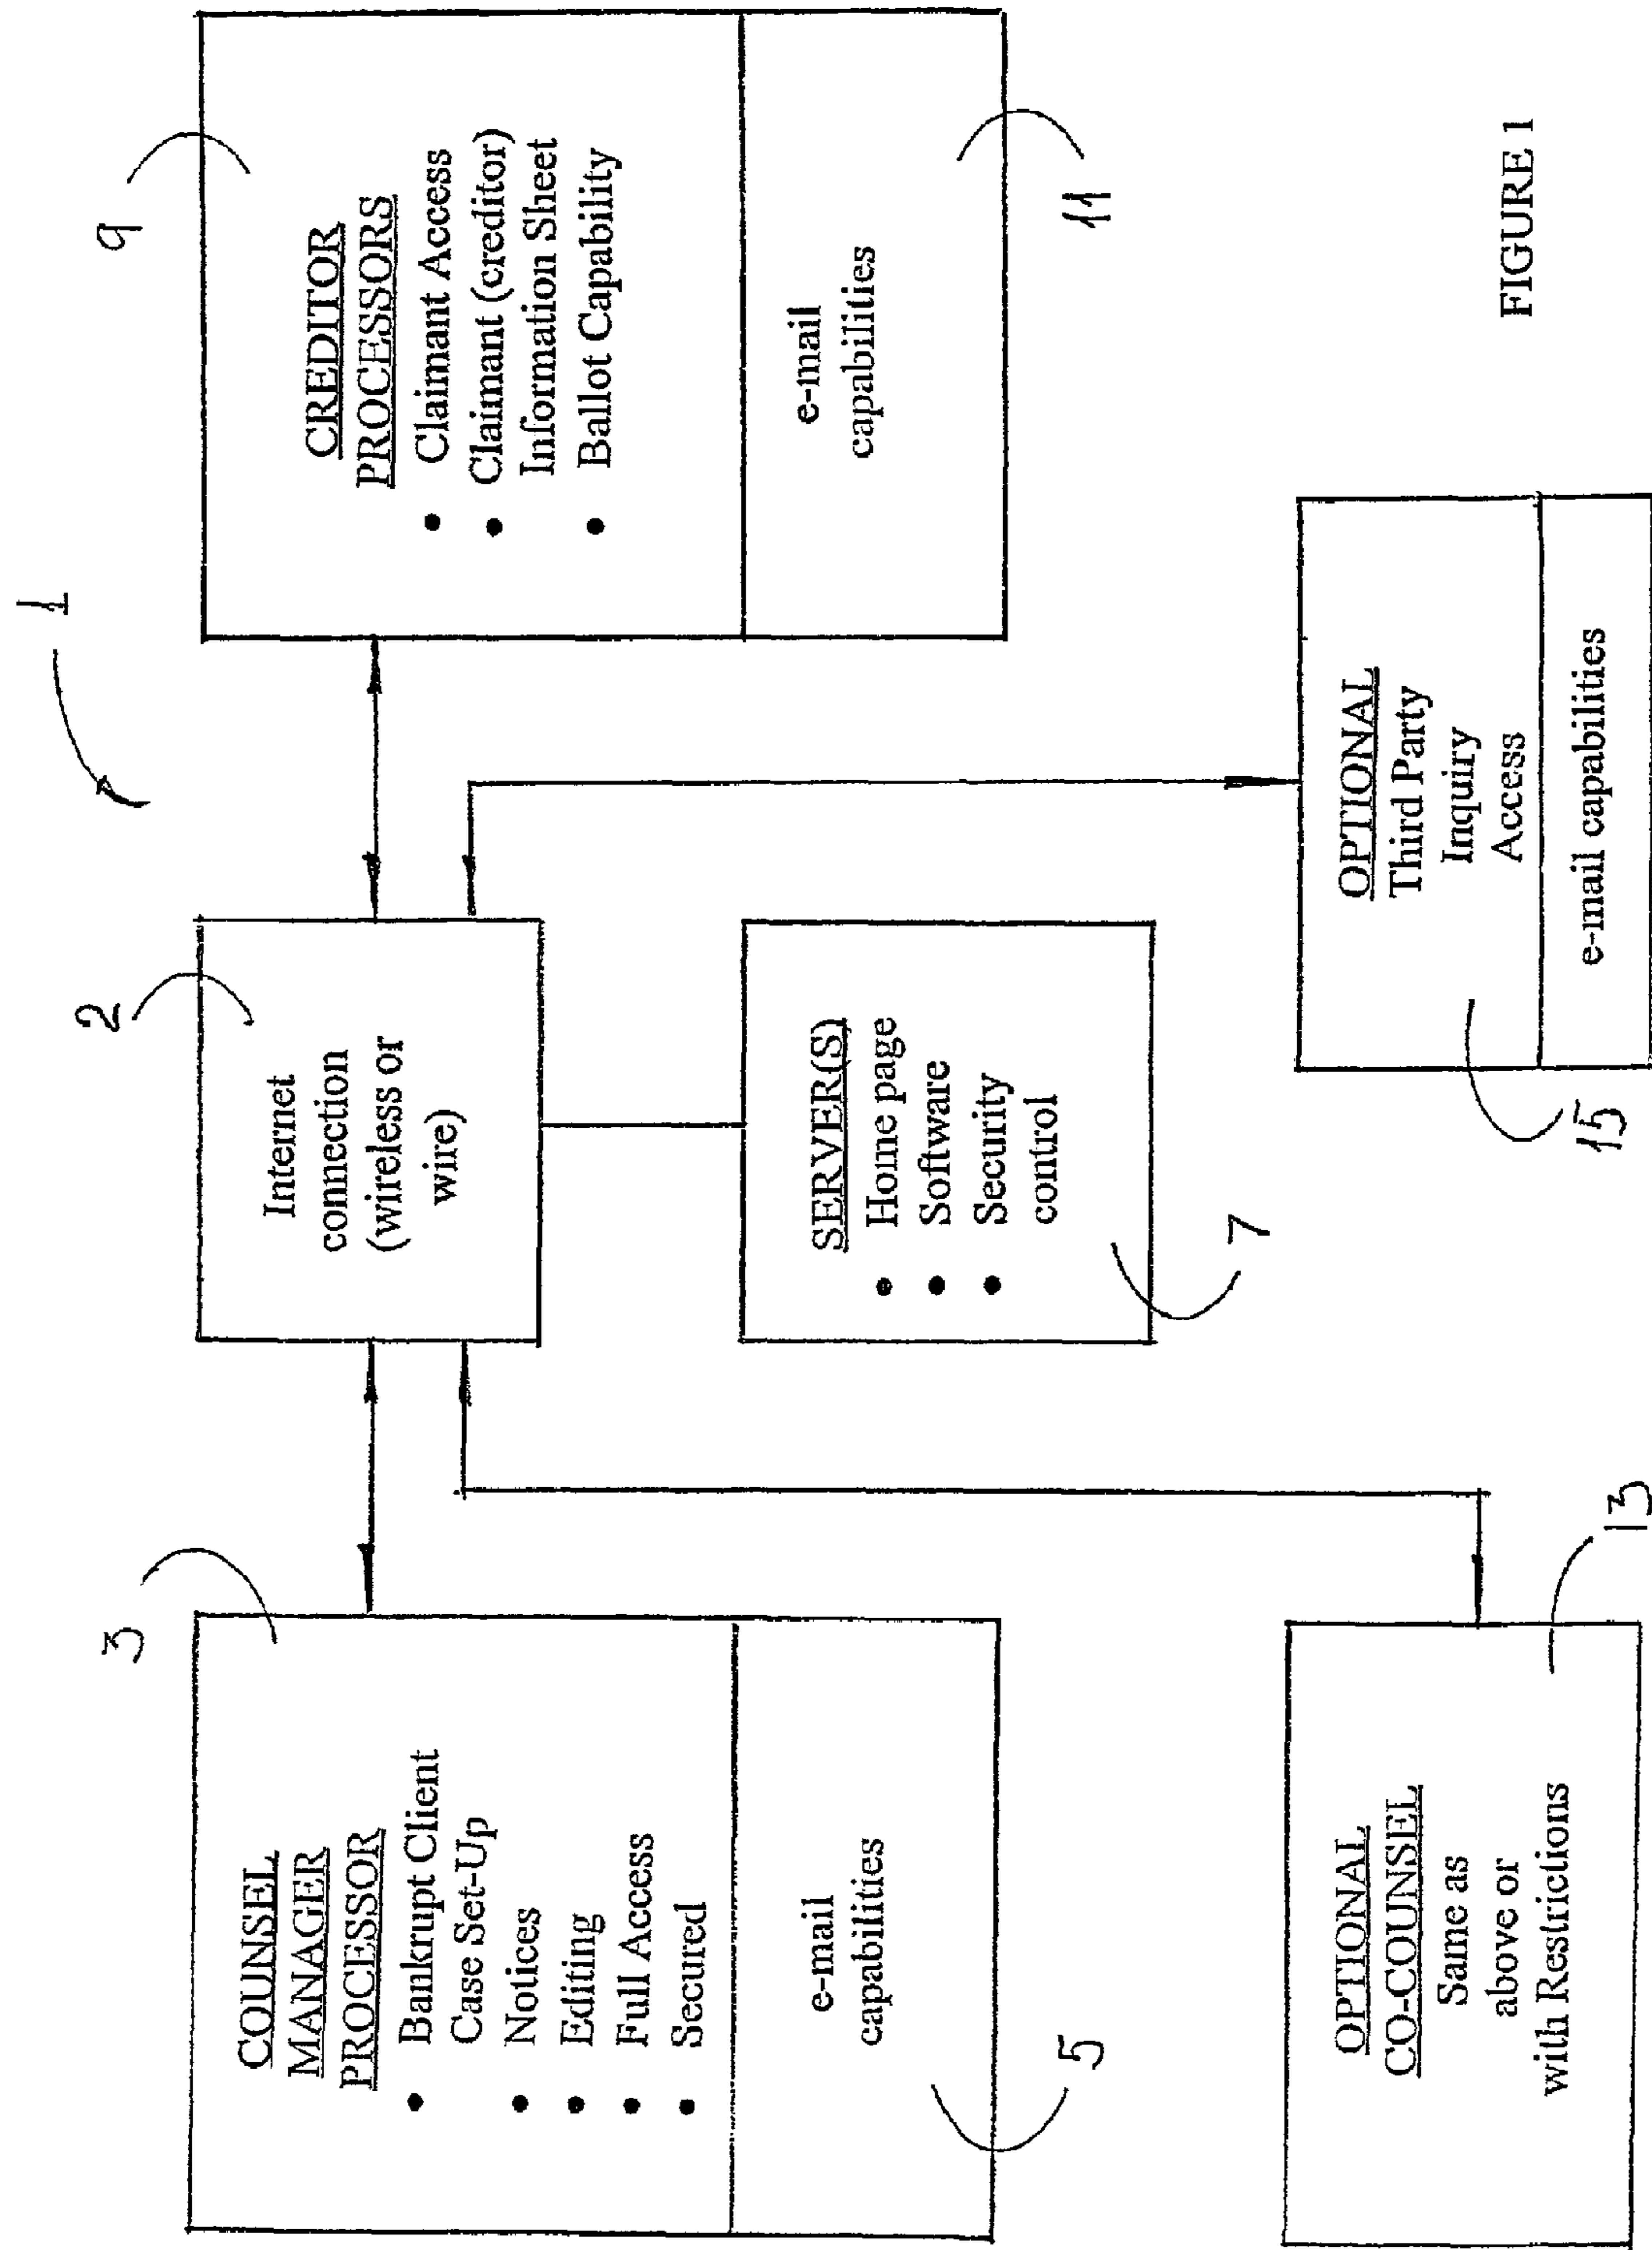 1
3
COUNSEL
MANAGER
PROCESSOR
• Bankrupt Client
Case Set-Up
• Notices
• Editing
• Full Access
• Secured
e-mail
capabilities
5
2
Internet
connection
(wireless or
wire)
SERVER(S)
• Home page
• Software
• Security
control
7
9
CREDITOR
PROCESSORS
• Claimant Access
• Claimant (creditor)
Information Sheet
• Ballot Capability
e-mail
capabilities
11
OPTIONAL
CO-COUNSEL
Same as
above or
with Restrictions
13
OPTIONAL
Third Party
Inquiry
Access
e-mail capabilities
15
FIGURE 1